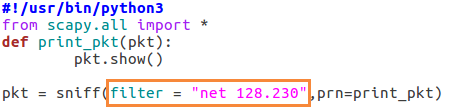 #!/usr/bin/python3
from scapy.all import *
def print_pkt(pkt):
        pkt.show()
pkt = sniff(filter = "net 128.230",prn=print_pkt)